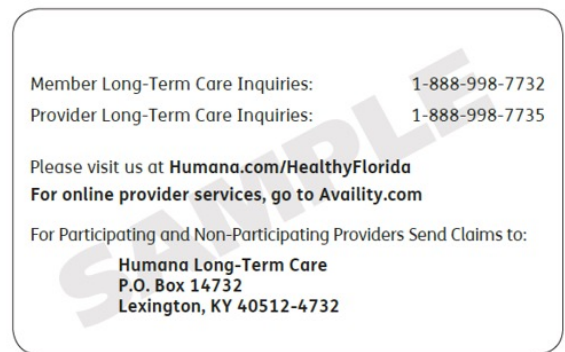 Member Long-Term Care Inquiries: 1-888-998-7732
Provider Long-Term Care Inquiries: 1-888-998-7735
Please visit us at Humana.com/HealthyFlorida
For online provider services, go to Availity.com
For Participating and Non-Participating Providers Send Claims to:
Humana Long-Term Care
P.O. Box 14732
Lexington, KY 40512-4732
SAMPLE